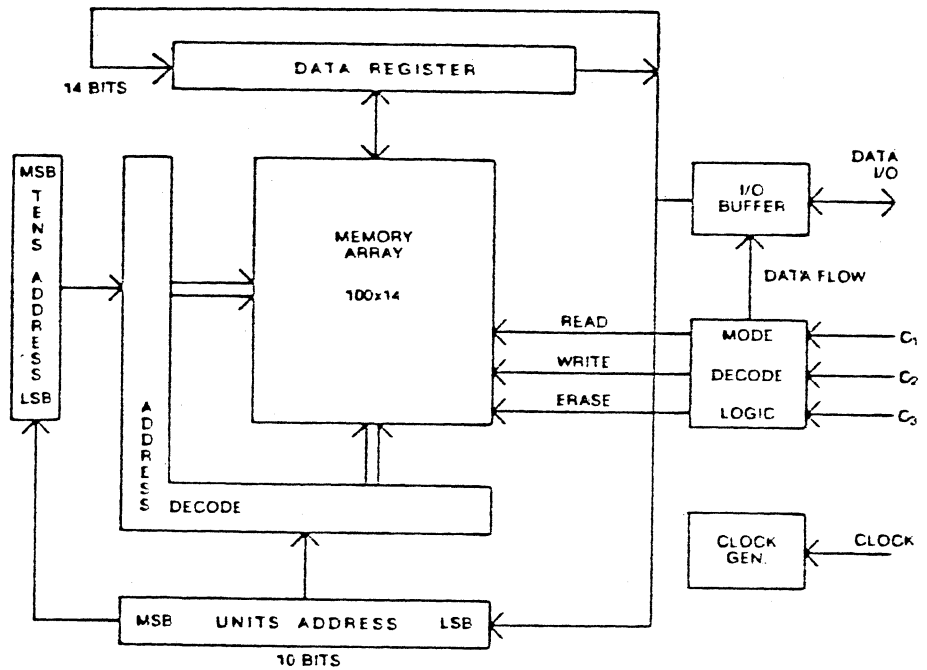 DATA REGISTER
14 BITS
MSB
TENS ADDRESS
LSB
ADDRESS
DECODE
MEMORY
ARRAY
100x14
DATA
I/O
I/O
BUFFER
DATA FLOW
READ
WRITE
ERASE
MODE
DECODE
LOGIC
C1
C2
C3
CLOCK
GEN.
CLOCK
MSB UNITS ADDRESS LSB
10 BITS